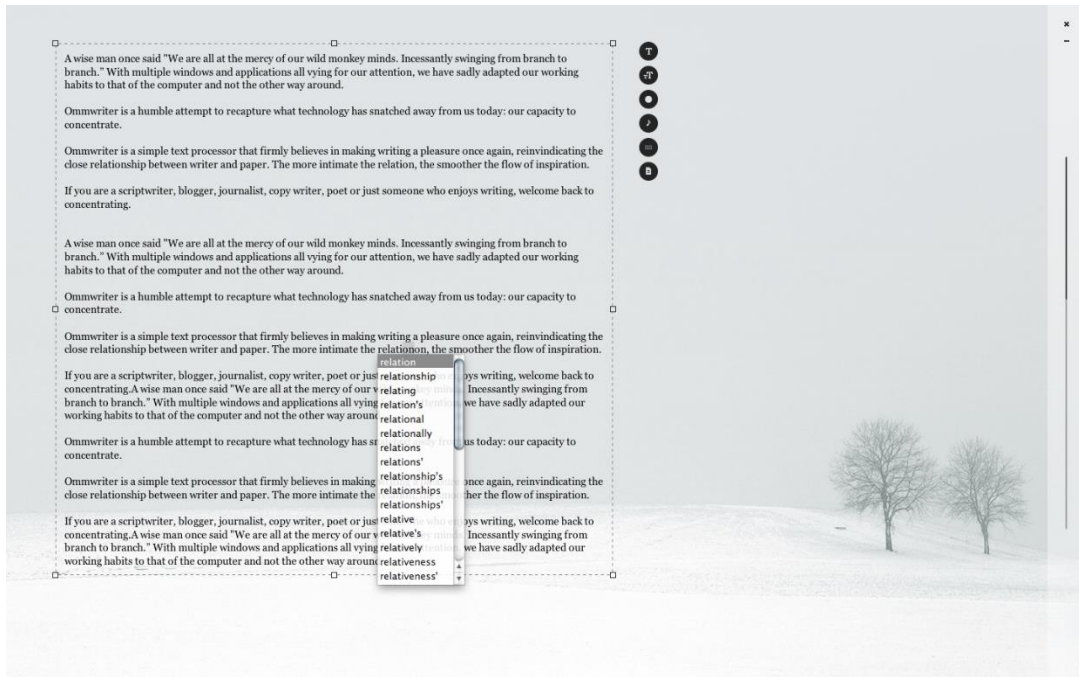 A wise man once said "We are all at the mercy of our wild monkey minds. Incessantly swinging from branch to
branch." With multiple windows and applications all vying for our attention, we have sadly adapted our working
habits to that of the computer and not the other way around.
Ommwriter is a humble attempt to recapture what technology has snatched away from us today: our capacity to
concentrate.
Ommwriter is a simple text processor that firmly believes in making writing a pleasure once again, reinvindicating the
close relationship between writer and paper. The more intimate the relation, the smoother the flow of inspiration.
If you are a scriptwriter, blogger, journalist, copy writer, poet or just someone who enjoys writing, welcome back to
concentrating.
A wise man once said "We are all at the mercy of our wild monkey minds. Incessantly swinging from branch to
branch." With multiple windows and applications all vying for our attention, we have sadly adapted our working
habits to that of the computer and not the other way around.
Ommwriter is a humble attempt to recapture what technology has snatched away from us today: our capacity to
concentrate.
Ommwriter is a simple text processor that firmly believes in making writing a pleasure once again, reinvindicating the
close relationship between writer and paper. The more intimate the relationon, the smoother the flow of inspiration.
If you are a scriptwriter, blogger, journalist, copy writer, poet or just enjoys writing, welcome back to
concentrating.A wise man once said "We are all at the mercy of our minds. Incessantly swinging from
branch to branch." With multiple windows and applications all vying attention, we have sadly adapted our
working habits to that of the computer and not the other way around
Ommwriter is a humble attempt to recapture what technology has away from us today: our capacity to
concentrate.
Ommwriter is a simple text processor that firmly believes in making once again, reinvindicating the
close relationship between writer and paper. The more intimate the smoother the flow of inspiration.
If you are a scriptwriter, blogger, journalist, copy writer, poet or just who enjoys writing, welcome back to
concentrating.A wise man once said "We are all at the mercy of our minds. Incessantly swinging from
branch to branch." With multiple windows and applications all vying attention, we have sadly adapted our
working habits to that of the computer and not the other way around
relation
relationship
relating
relation's
relational
relationally
relations
relations'
relationship's
relationships
relationships'
relative
relative's
relatively
relativeness
relativeness'
T
TT